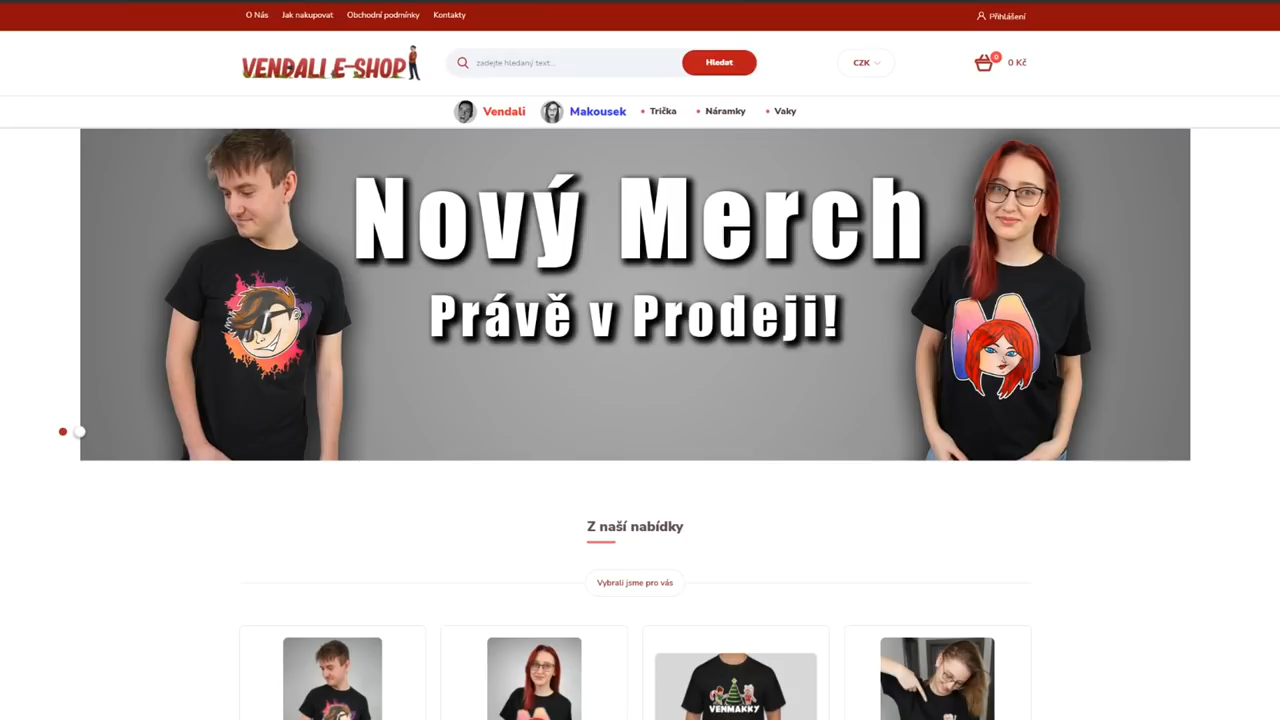 O Nás Jak nakupovat Obchodní podmínky Kontakty Přihlášení
VENDALI E-SHOP zadejte hledaný text... Hledat CZK 0 0 Kč
Vendali Makousek Trička Náramky Vaky
Nový Merch
Právě v Prodeji!
Z naší nabídky
Vybrali jsme pro vás
VENMAKKY